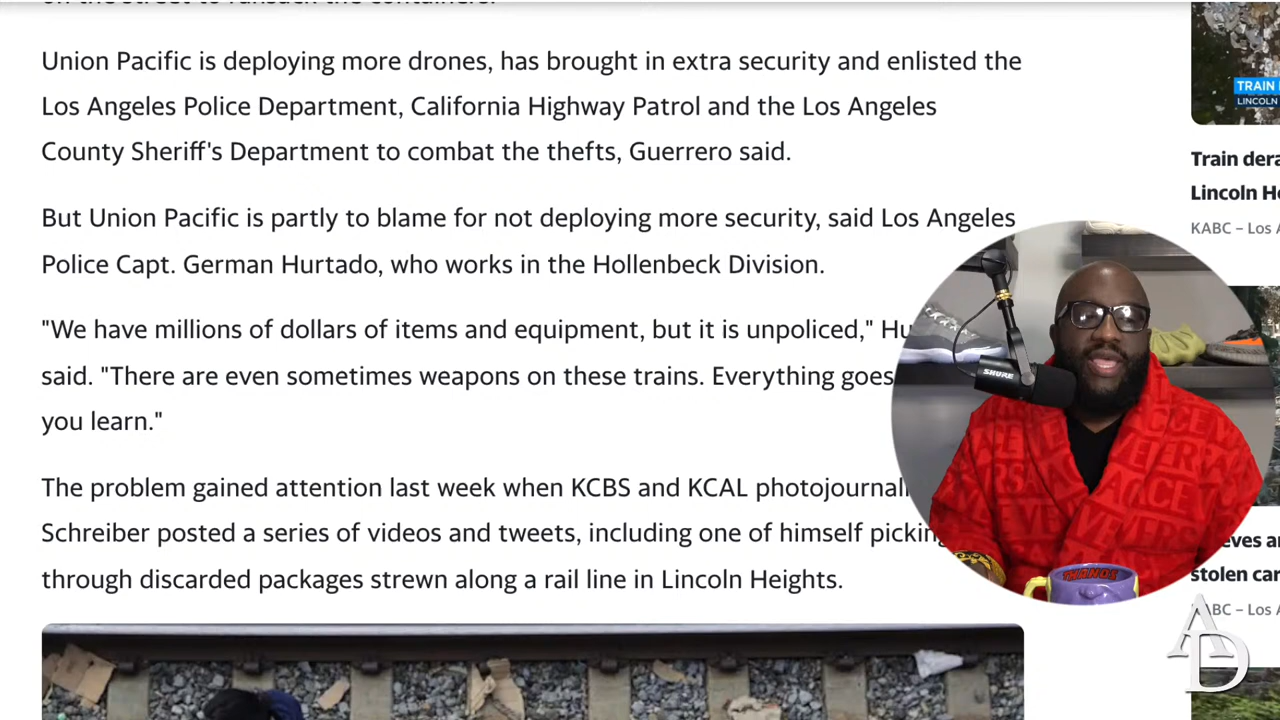 Union Pacific is deploying more drones, has brought in extra security and enlisted the
Los Angeles Police Department, California Highway Patrol and the Los Angeles
County Sheriff's Department to combat the thefts, Guerrero said.
But Union Pacific is partly to blame for not deploying more security, said Los Angeles
Police Capt. German Hurtado, who works in the Hollenbeck Division.
"We have millions of dollars of items and equipment, but it is unpoliced," Hu
said. "There are even sometimes weapons on these trains. Everything goes
you learn."
The problem gained attention last week when KCBS and KCAL photojournal
Schreiber posted a series of videos and tweets, including one of himself picking
through discarded packages strewn along a rail line in Lincoln Heights.
TRAIN
LINCOLN
Train dera
Lincoln He
KABC – Los A
eves a
stolen car
ABC – Los A
SHURE
THANOS
AD